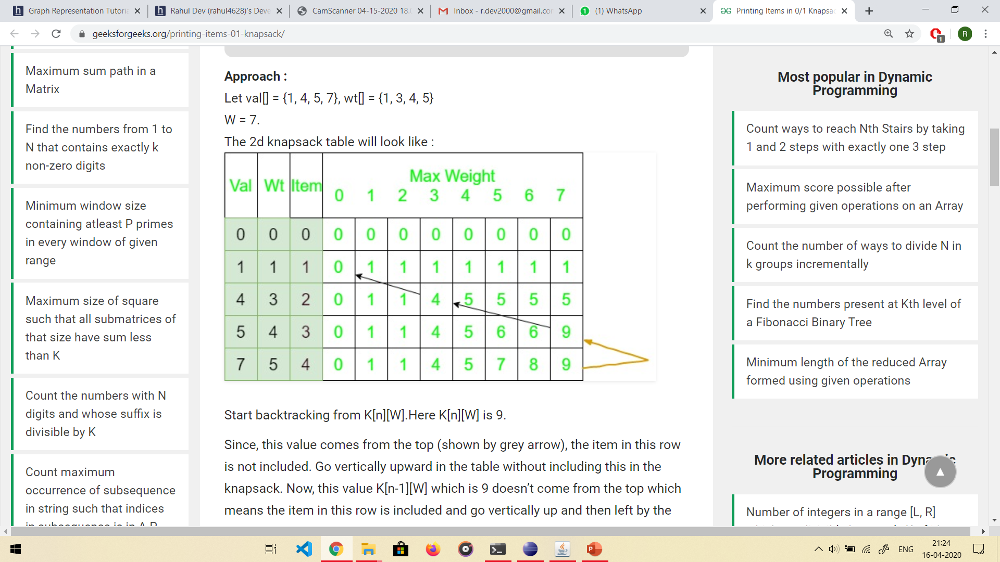 Graph Representation Tutoria
Rahul Dev (rahul4628)'s Deve
CamScanner 04-15-2020 18.
Inbox - r.dev2000@gmail.co
(1) WhatsApp
Printing Items in 0/1 Knapsa
geeksforgeeks.org/printing-items-01-knapsack/
1
R
Maximum sum path in a
Matrix
Find the numbers from 1 to
N that contains exactly k
non-zero digits
Minimum window size
containing atleast P primes
in every window of given
range
Maximum size of square
such that all submatrices of
that size have sum less
than K
Count the numbers with N
digits and whose suffix is
divisible by K
Count maximum
occurrence of subsequence
in string such that indices
in subsequence is in A.P.
Approach :
Let val[] = {1, 4, 5, 7}, wt[] = {1, 3, 4, 5}
W = 7.
The 2d knapsack table will look like :
Max Weight
Val Wt Item 0 1 2 3 4 5 6 7
0 0 0 0 0 0 0 0 0 0 0
1 1 1 0 1 1 1 1 1 1 1
4 3 2 0 1 1 4 5 5 5 5
5 4 3 0 1 1 4 5 6 6 9
7 5 4 0 1 1 4 5 7 8 9
Start backtracking from K[n][W].Here K[n][W] is 9.
Since, this value comes from the top (shown by grey arrow), the item in this row
is not included. Go vertically upward in the table without including this in the
knapsack. Now, this value K[n-1][W] which is 9 doesn’t come from the top which
means the item in this row is included and go vertically up and then left by the
Most popular in Dynamic
Programming
Count ways to reach Nth Stairs by taking
1 and 2 steps with exactly one 3 step
Maximum score possible after
performing given operations on an Array
Count the number of ways to divide N in
k groups incrementally
Find the numbers present at Kth level of
a Fibonacci Binary Tree
Minimum length of the reduced Array
formed using given operations
More related articles in Dynamic
Programming
Number of integers in a range [L, R]
ENG
21:24
16-04-2020